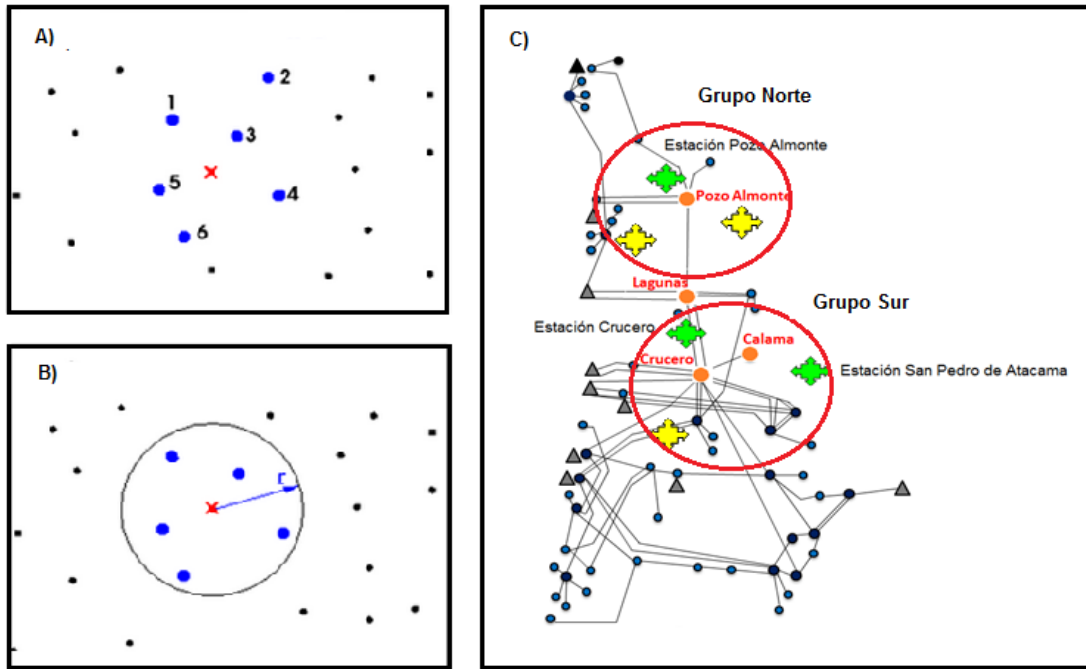 A)
1
2
3
4
5
6
B)
r
C)
Grupo Norte
Estación Pozo Almonte
Pozo Almonte
Lagunas
Grupo Sur
Estación Crucero
Calama
Crucero
Estación San Pedro de Atacama